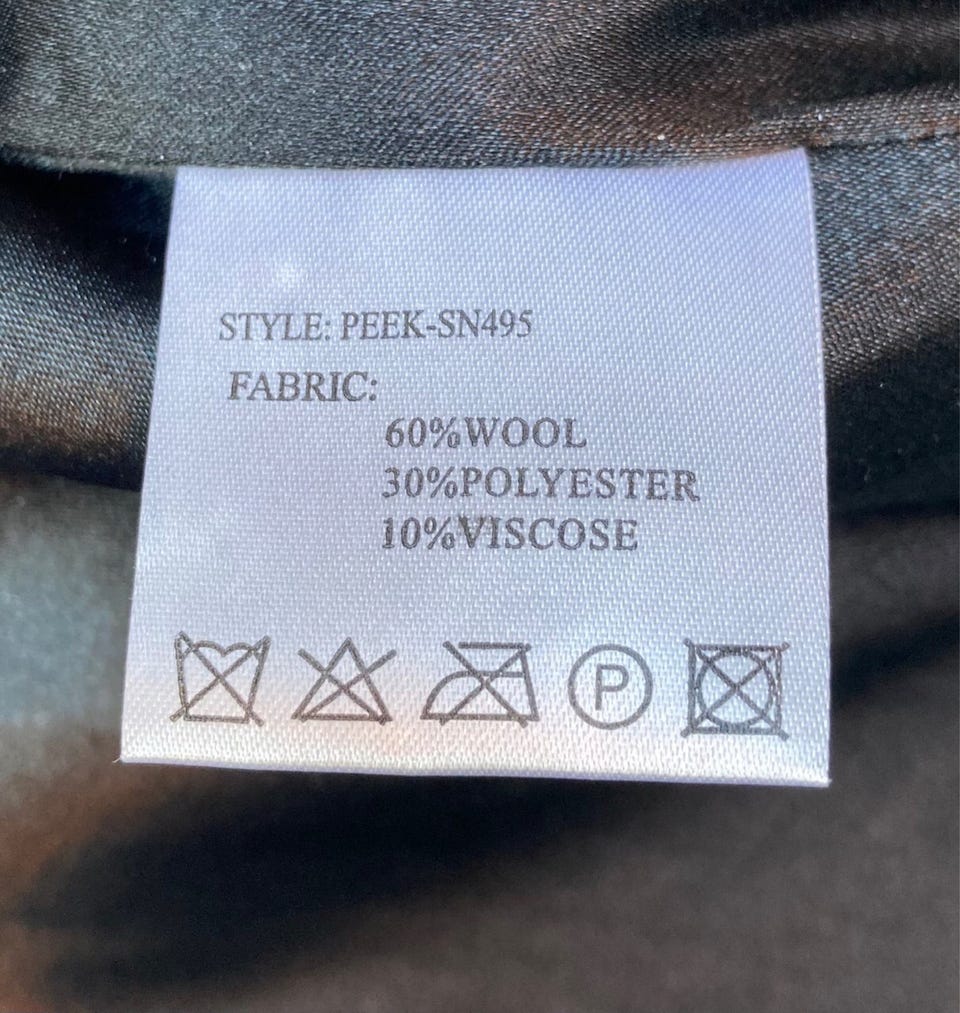 STYLE: PEEK-SN495
FABRIC:
60%WOOL
30%POLYESTER
10%VISCOSE
P